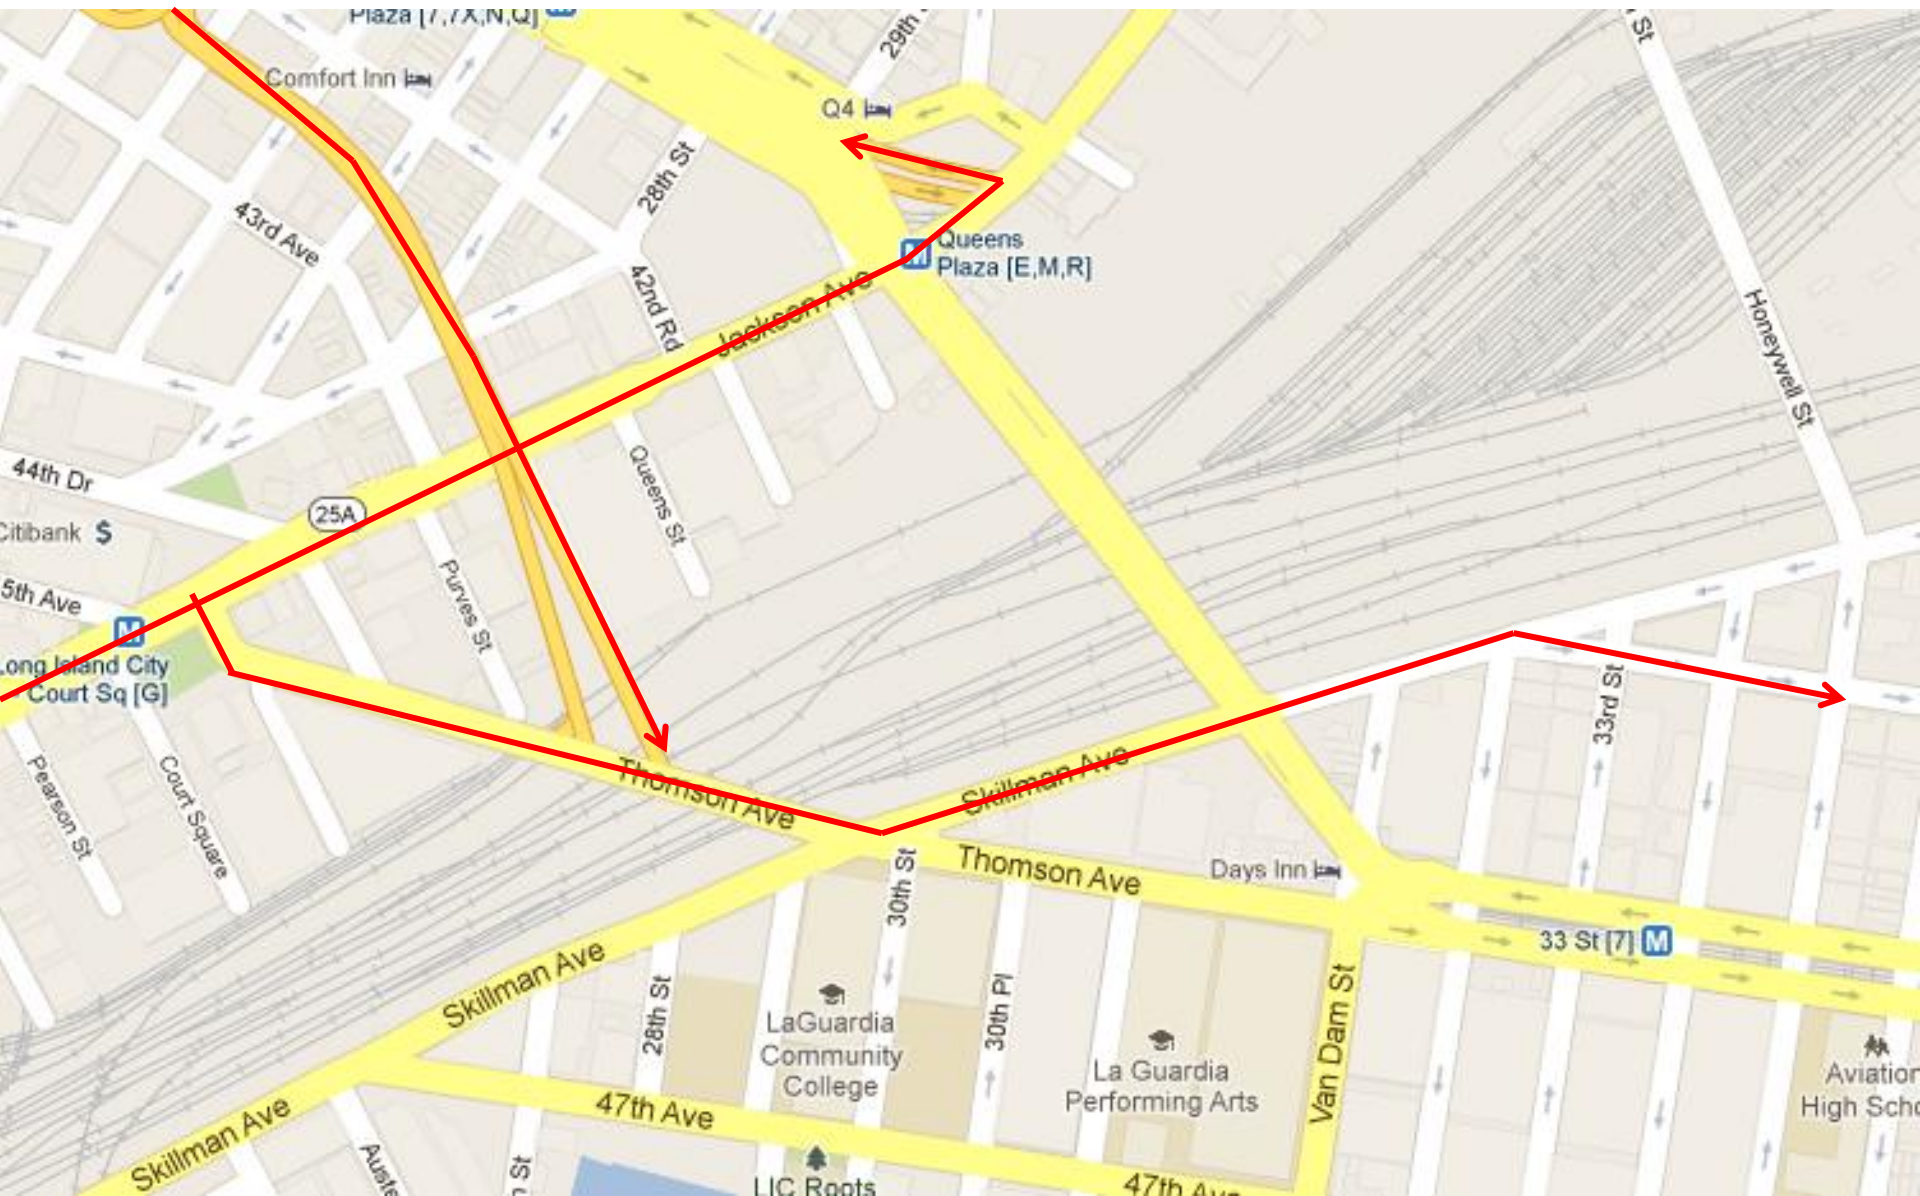 Plaza [7,7X,N,Q]
29th
St
Comfort Inn
Q4
28th St
43rd Ave
Queens
Plaza [E,M,R]
42nd Rd
Jackson Ave
Honeywell St
44th Dr
25A
Citibank $
Queens St
5th Ave
Purves St
M
Long Island City
Court Sq [G]
33rd St
Pearson St
Court Square
Thomson Ave
Skillman Ave
30th St
Thomson Ave
Days Inn
33 St [7] M
Skillman Ave
28th St
LaGuardia
Community
College
30th Pl
La Guardia
Performing Arts
Van Dam St
Aviation
High Scho
Skillman Ave
47th Ave
Auste
St
LIC Roots
47th Ave